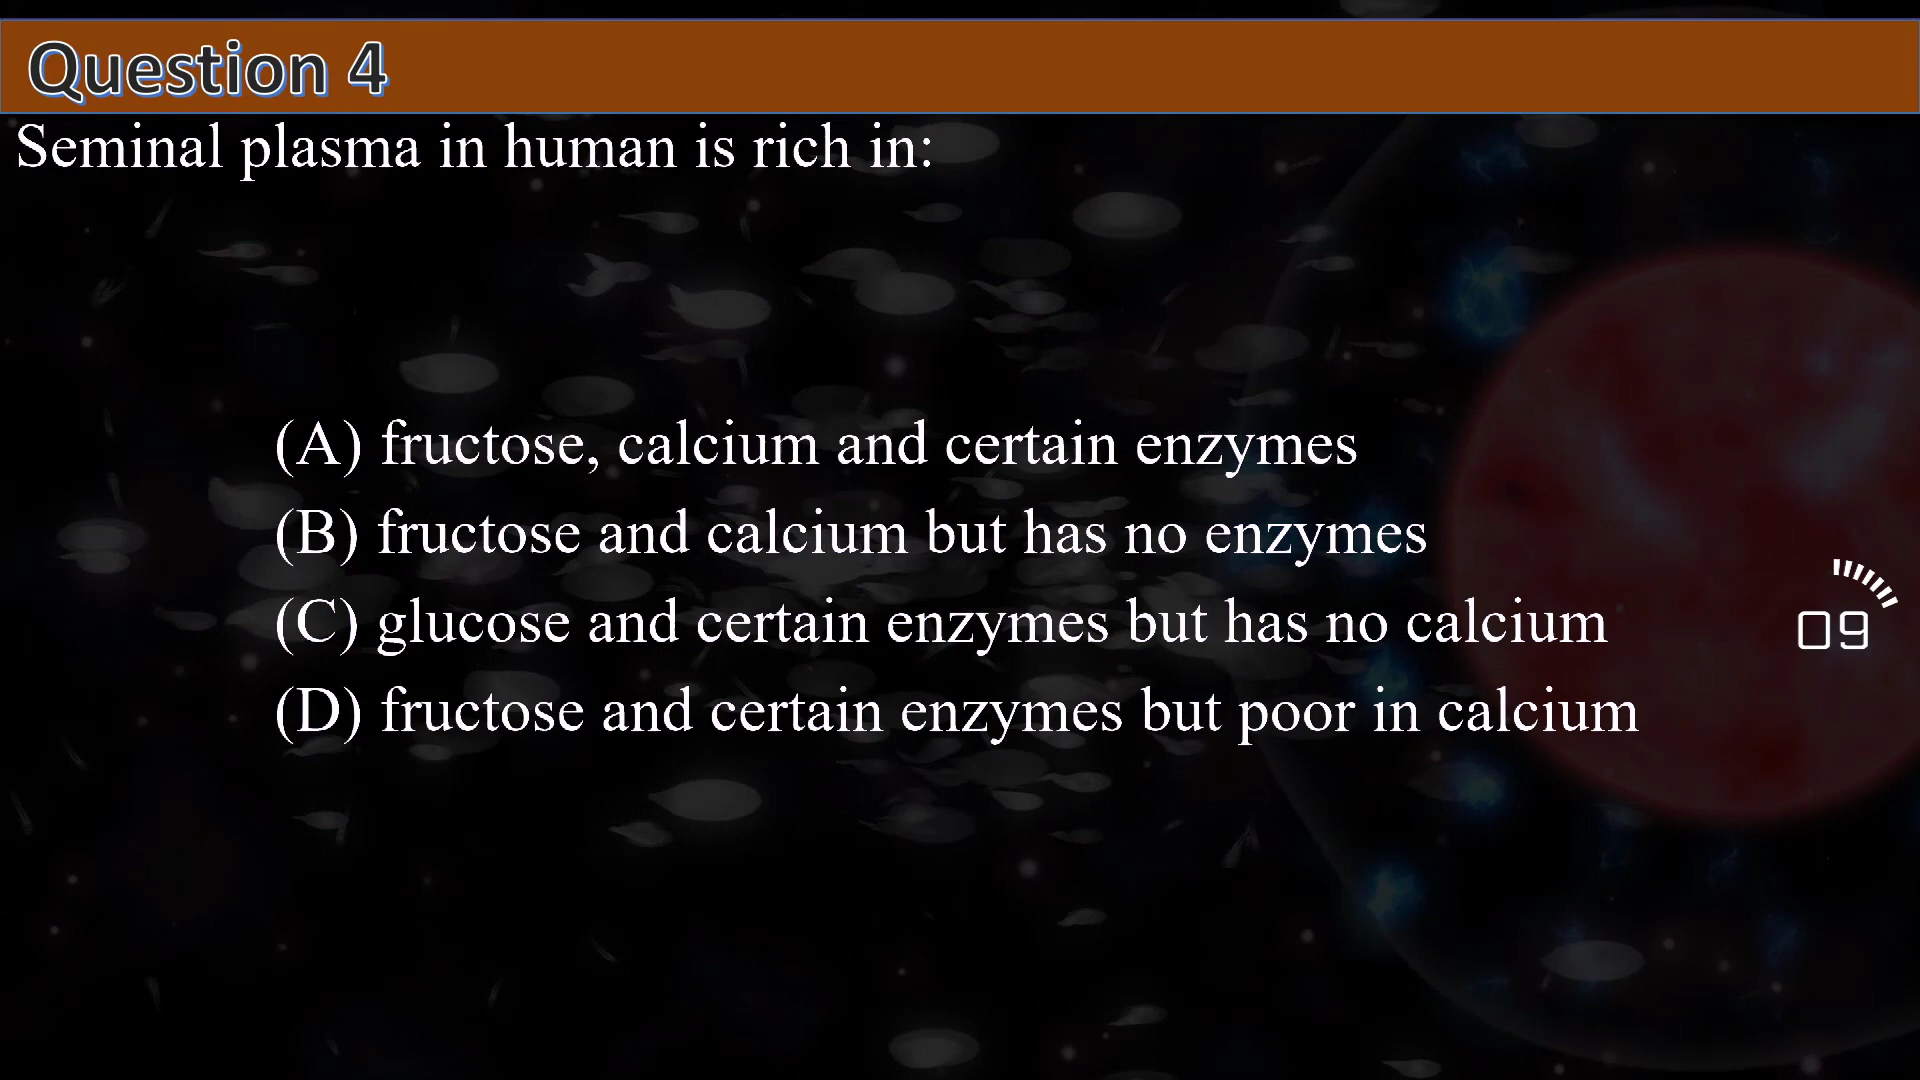 Question 4
Seminal plasma in human is rich in:
(A) fructose, calcium and certain enzymes
(B) fructose and calcium but has no enzymes
(C) glucose and certain enzymes but has no calcium
09
(D) fructose and certain enzymes but poor in calcium